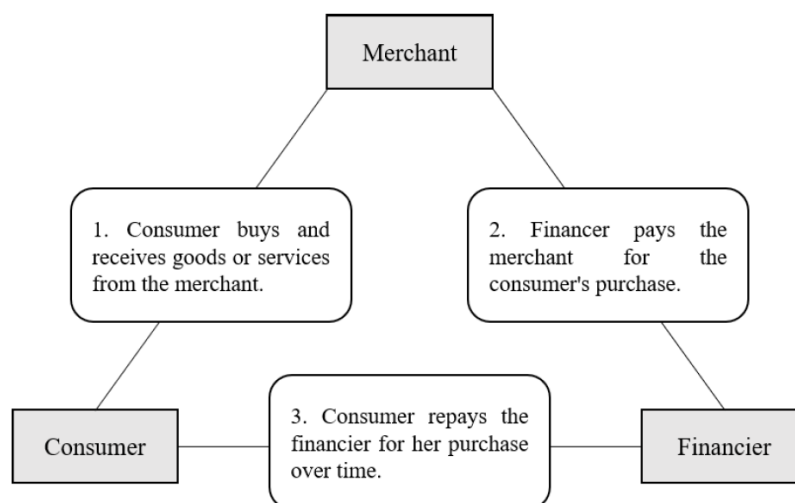 Merchant
1. Consumer buys and
receives goods or services
from the merchant.
2. Financer pays the
merchant for the
consumer's purchase.
3. Consumer repays the
financier for her purchase
over time.
Consumer
Financier